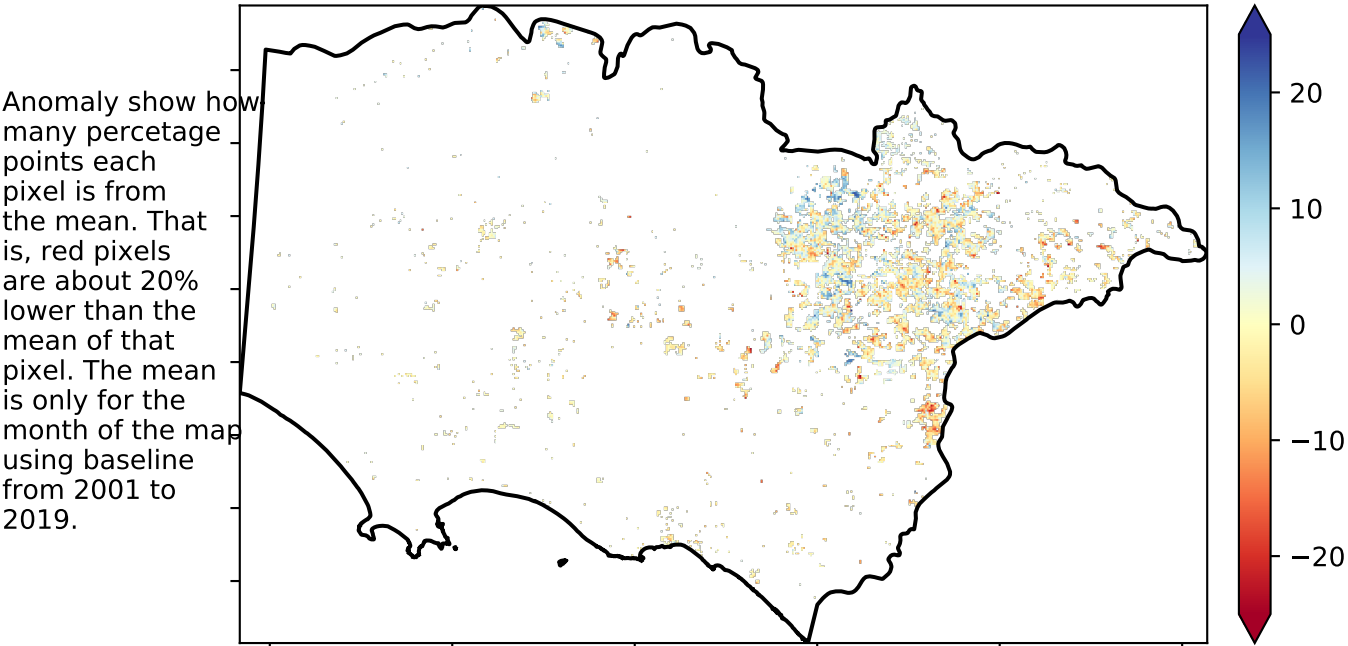 Anomaly show how
many percetage
points each
pixel is from
the mean. That
is, red pixels
are about 20%
lower than the
mean of that
pixel. The mean
is only for the
month of the map
using baseline
from 2001 to
2019.
20
10
0
−10
−20